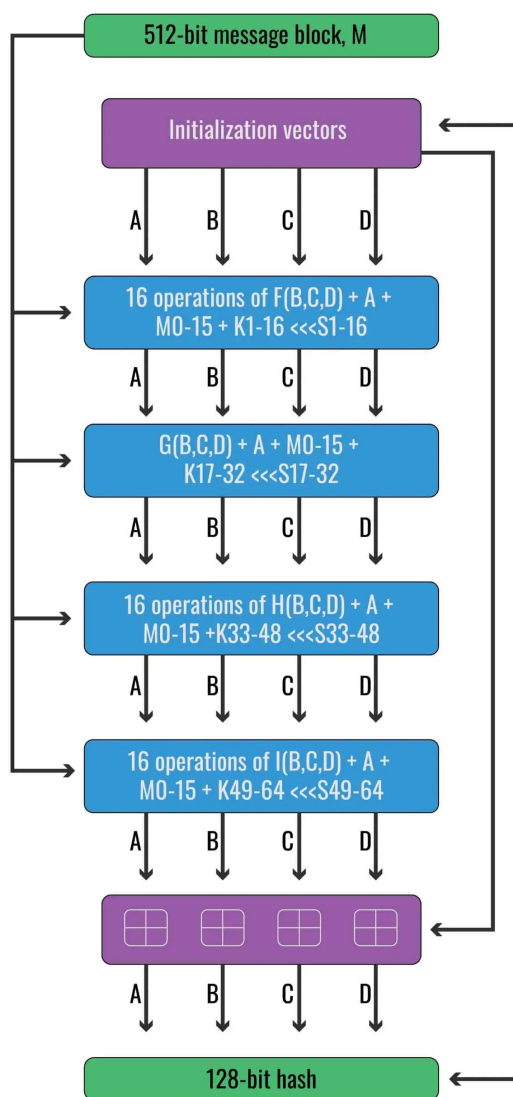 512-bit message block, M
Initialization vectors
A B C D
16 operations of F(B,C,D) + A +
M0-15 + K1-16 <<<S1-16
A B C D
G(B,C,D) + A + M0-15 +
K17-32 <<<S17-32
A B C D
16 operations of H(B,C,D) + A +
M0-15 +K33-48 <<<S33-48
A B C D
16 operations of I(B,C,D) + A +
M0-15 + K49-64 <<<S49-64
A B C D
A B C D
128-bit hash